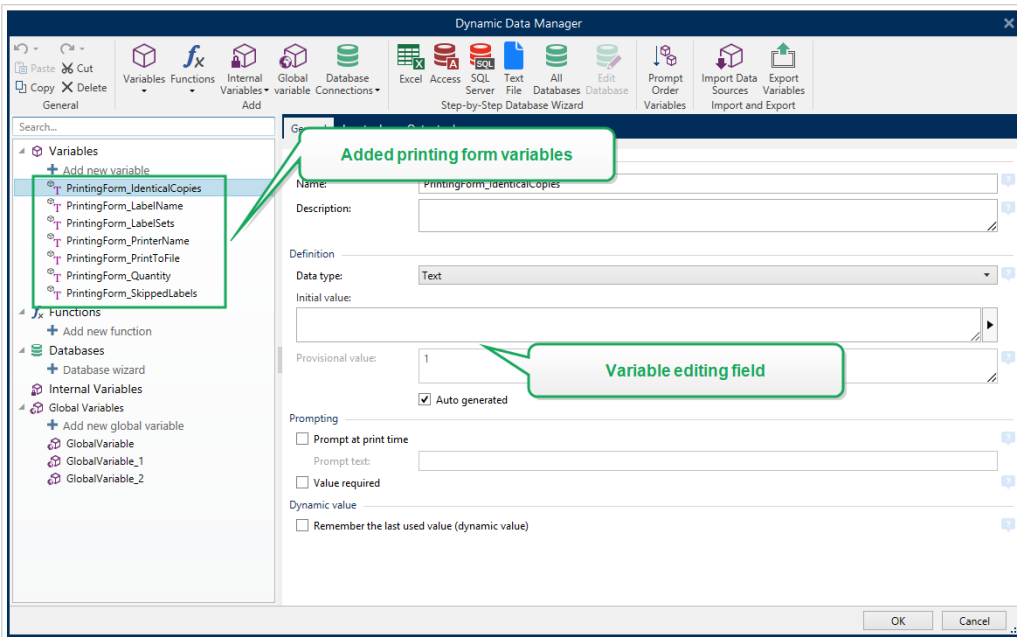 Dynamic Data Manager
Paste Cut
Copy Delete
General
Variables Functions Internal Variables Global variable Database Connections
Add
Excel Access SQL Server Text File All Databases Edit Database
Step-by-Step Database Wizard
Prompt Order
Variables
Import Data Sources Export Variables
Import and Export
Search...
Variables
Add new variable
PrintingForm_IdenticalCopies
PrintingForm_LabelName
PrintingForm_LabelSets
PrintingForm_PrinterName
PrintingForm_PrintToFile
PrintingForm_Quantity
PrintingForm_SkippedLabels
Functions
Add new function
Databases
Database wizard
Internal Variables
Global Variables
Add new global variable
GlobalVariable
GlobalVariable_1
GlobalVariable_2
Added printing form variables
Name: PrintingForm_IdenticalCopies
Description:
Definition
Data type: Text
Initial value:
Provisional value: 1
Variable editing field
Auto generated
Prompting
Prompt at print time
Prompt text:
Value required
Dynamic value
Remember the last used value (dynamic value)
OK Cancel